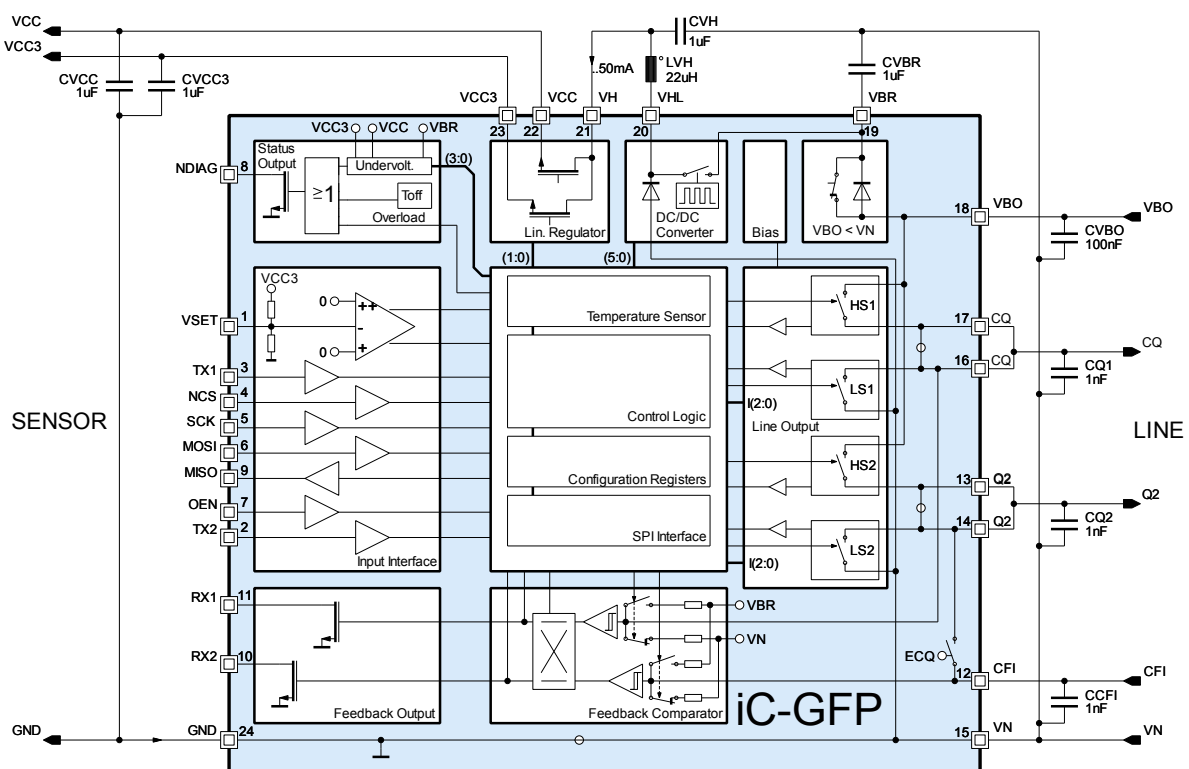 VCC
VCC3
CVCC
1uF
CVCC3
1uF
CVH
1uF
..50mA
LVH
22uH
CVBR
1uF
VCC3
VCC
VH
VHL
VBR
23
22
21
20
19
VCC3
VCC
VBR
Status
Output
Undervolt.
(3:0)
≥1
Toff
Overload
NDIAG
8
Lin. Regulator
DC/DC
Converter
Bias
VBO < VN
18
VBO
VBO
CVBO
100nF
(1:0)
(5:0)
VCC3
0
++
-
0
+
VSET
1
TX1
3
NCS
4
SCK
5
MOSI
6
MISO
9
OEN
7
TX2
2
Input Interface
SENSOR
Temperature Sensor
Control Logic
Configuration Registers
SPI Interface
HS1
LS1
I(2:0)
Line Output
HS2
LS2
I(2:0)
17
CQ
16
CQ
CQ
CQ1
1nF
LINE
13
Q2
14
Q2
Q2
CQ2
1nF
RX1
11
RX2
10
Feedback Output
VBR
VN
Feedback Comparator
ECQ
12
CFI
CFI
CCFI
1nF
iC-GFP
GND
GND
24
15
VN
VN